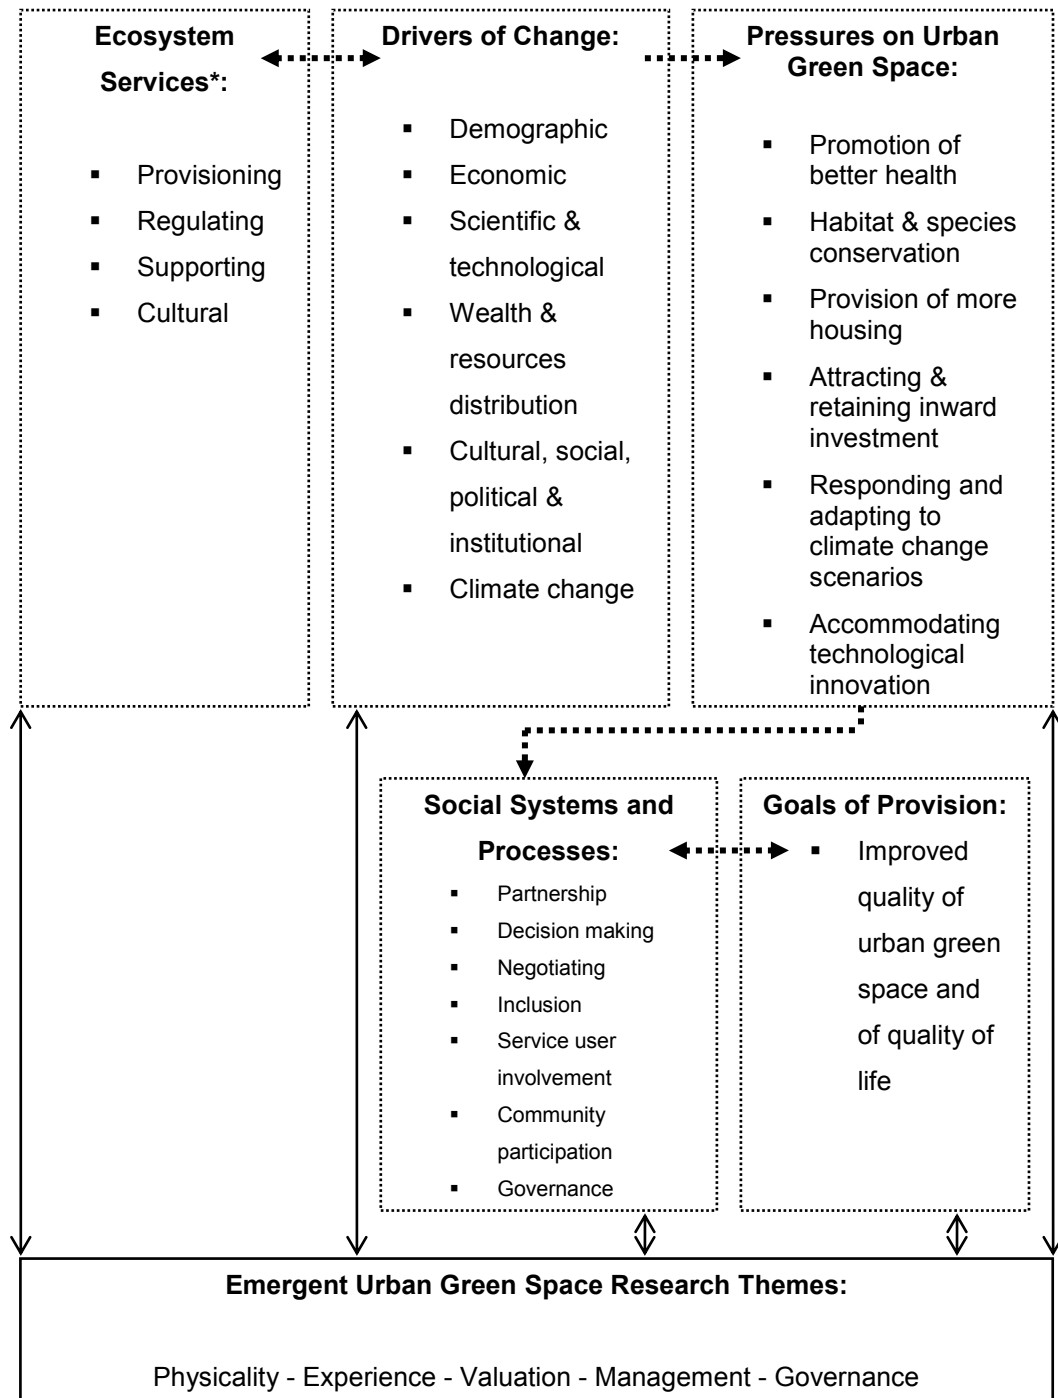 Ecosystem
Services*:
▪ Provisioning
▪ Regulating
▪ Supporting
▪ Cultural
Drivers of Change:
▪ Demographic
▪ Economic
▪ Scientific &
technological
▪ Wealth &
resources
distribution
▪ Cultural, social,
political &
institutional
▪ Climate change
Pressures on Urban
Green Space:
▪ Promotion of
better health
▪ Habitat & species
conservation
▪ Provision of more
housing
▪ Attracting &
retaining inward
investment
▪ Responding and
adapting to
climate change
scenarios
▪ Accommodating
technological
innovation
Social Systems and
Processes:
▪ Partnership
▪ Decision making
▪ Negotiating
▪ Inclusion
▪ Service user
involvement
▪ Community
participation
▪ Governance
Goals of Provision:
▪ Improved
quality of
urban green
space and
of quality of
life
Emergent Urban Green Space Research Themes:
Physicality - Experience - Valuation - Management - Governance